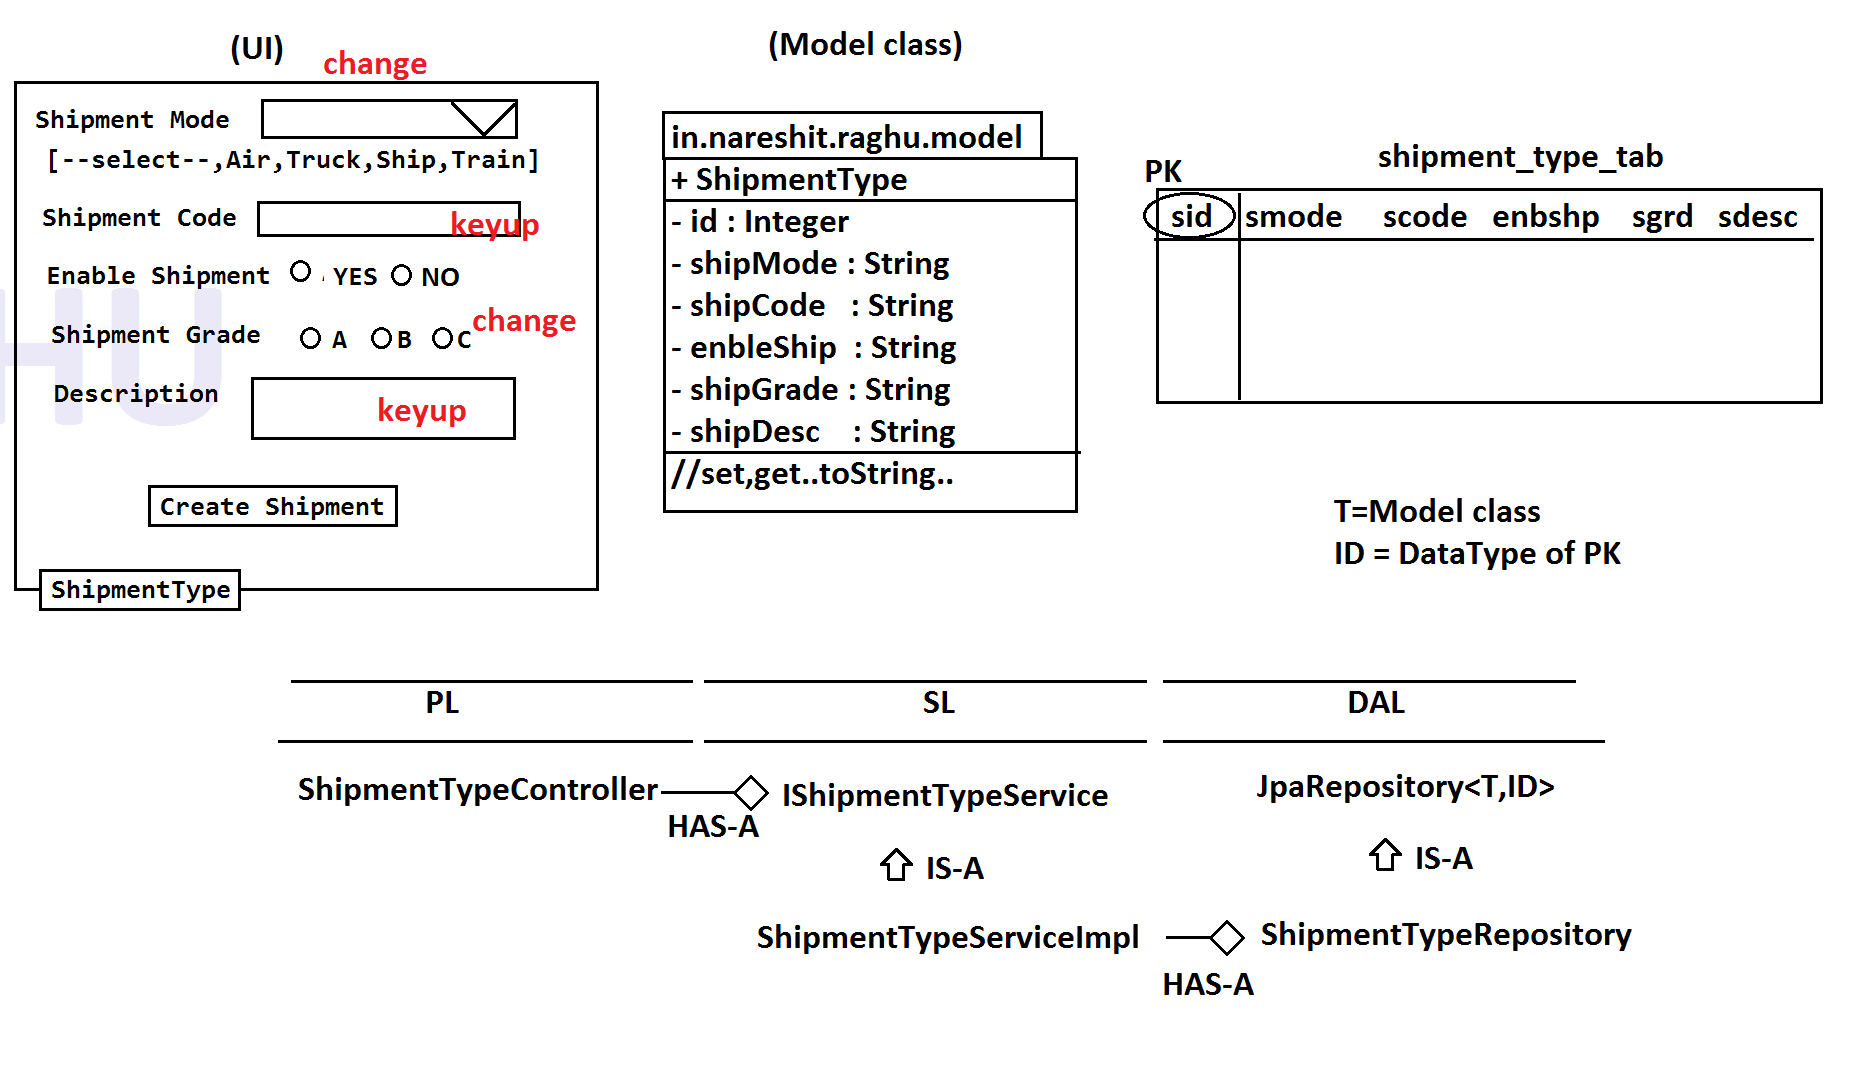 (UI)
change
Shipment Mode
[--select--,Air,Truck,Ship,Train]
Shipment Code
keyup
Enable Shipment YES NO
Shipment Grade A B C
change
Description
keyup
Create Shipment
ShipmentType
HU
(Model class)
in.nareshit.raghu.model
+ ShipmentType
- id : Integer
- shipMode : String
- shipCode : String
- enbleShip : String
- shipGrade : String
- shipDesc : String
//set,get..toString..
shipment_type_tab
PK
sid smode scode enbshp sgrd sdesc
T=Model class
ID = DataType of PK
PL SL DAL
ShipmentTypeController
HAS-A
IShipmentTypeService
JpaRepository<T,ID>
IS-A
IS-A
ShipmentTypeServiceImpl
HAS-A
ShipmentTypeRepository